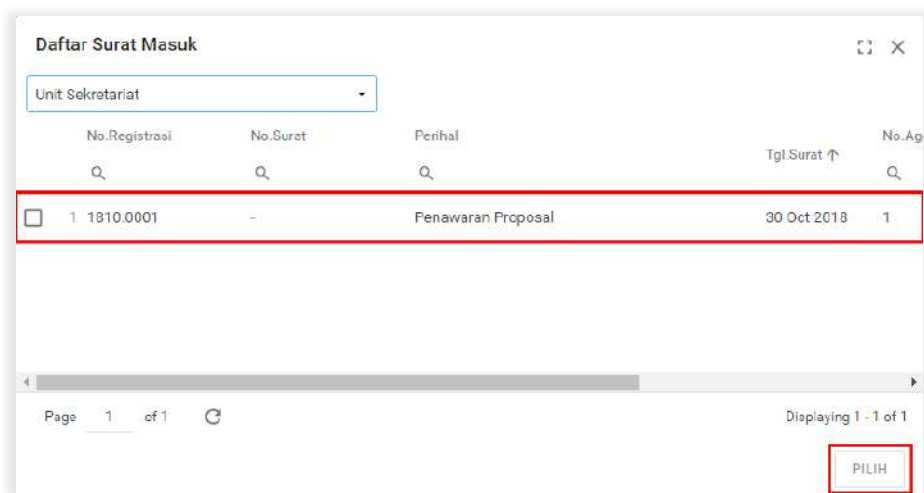 Daftar Surat Masuk
Unit Sekretariat
No.Registrasi No.Surat Perihal Tgl.Surat ↑ No.Ag
1 1810.0001 - Penawaran Proposal 30 Oct 2018 1
Page 1 of 1 Displaying 1 - 1 of 1
PILIH